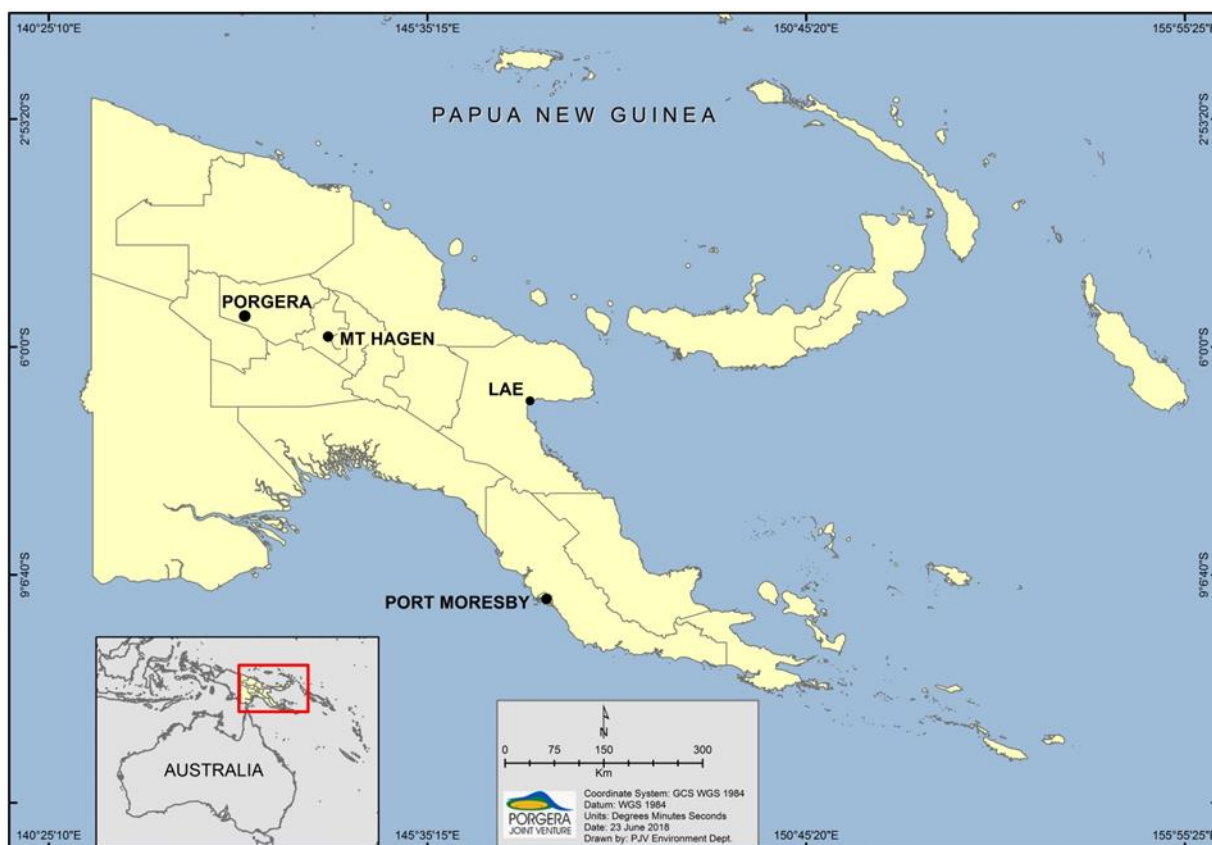 140°25'10"E 145°35'15"E 150°45'20"E 155°55'25"E
2°53'20"S 2°53'20"S
PAPUA NEW GUINEA
PORGERA
MT HAGEN
6°0'0"S 6°0'0"S
LAE
9°6'40"S 9°6'40"S
PORT MORESBY
AUSTRALIA
N
0 75 150 300
Km
PORGERA
JOINT VENTURE
Coordinate System: GCS WGS 1984
Datum: WGS 1984
Units: Degrees Minutes Seconds
Date: 23 June 2018
Drawn by: PJV Environment Dept.
140°25'10"E 145°35'15"E 150°45'20"E 155°55'25"E